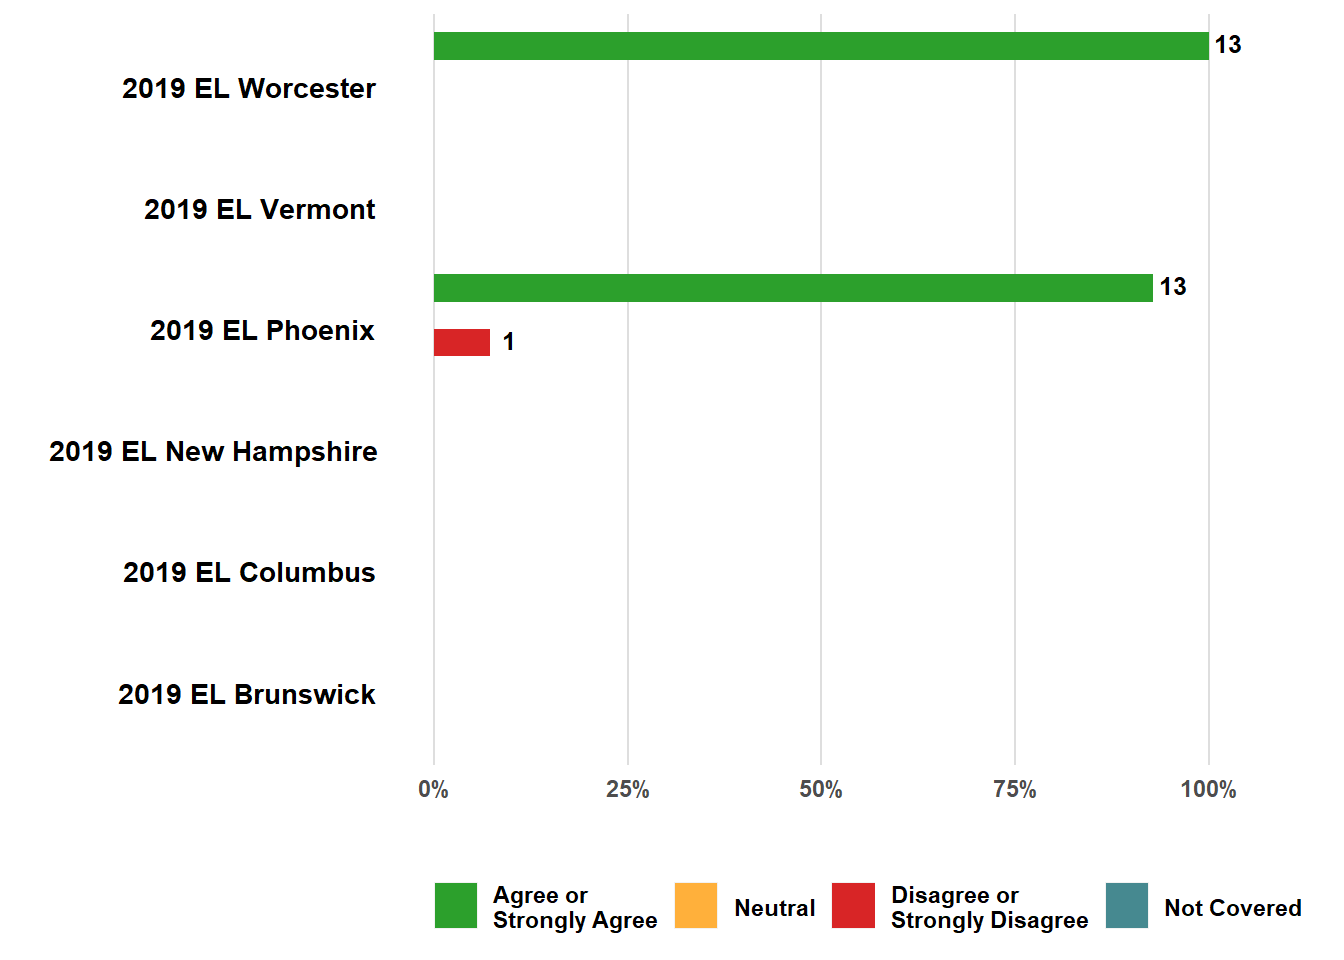 13
2019 EL Worcester
2019 EL Vermont
13
2019 EL Phoenix
1
2019 EL New Hampshire
2019 EL Columbus
2019 EL Brunswick
0% 25% 50% 75% 100%
Agree or
Strongly Agree
Neutral
Disagree or
Strongly Disagree
Not Covered